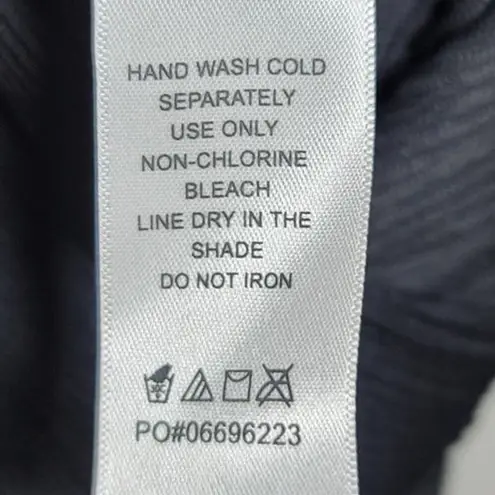 HAND WASH COLD
SEPARATELY
USE ONLY
NON-CHLORINE
BLEACH
LINE DRY IN THE
SHADE
DO NOT IRON
PO#06696223